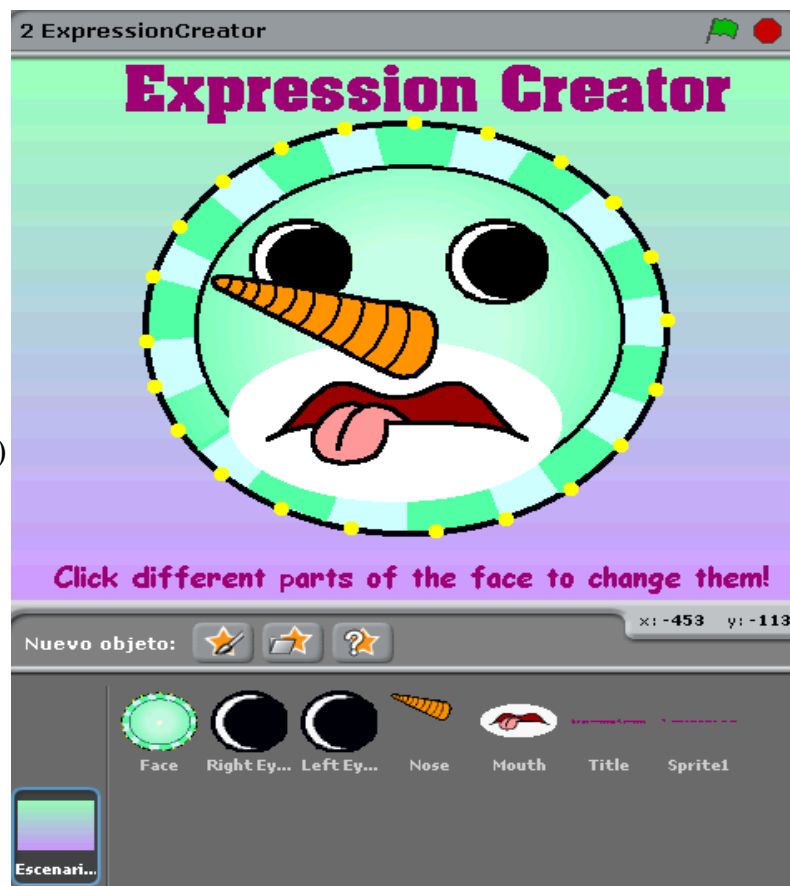 2 ExpressionCreator
Expression Creator
)
Click different parts of the face to change them!
x: -453 y: -113
Nuevo objeto:
Face Right Ey... Left Ey... Nose Mouth Title Sprite1
Escenari...